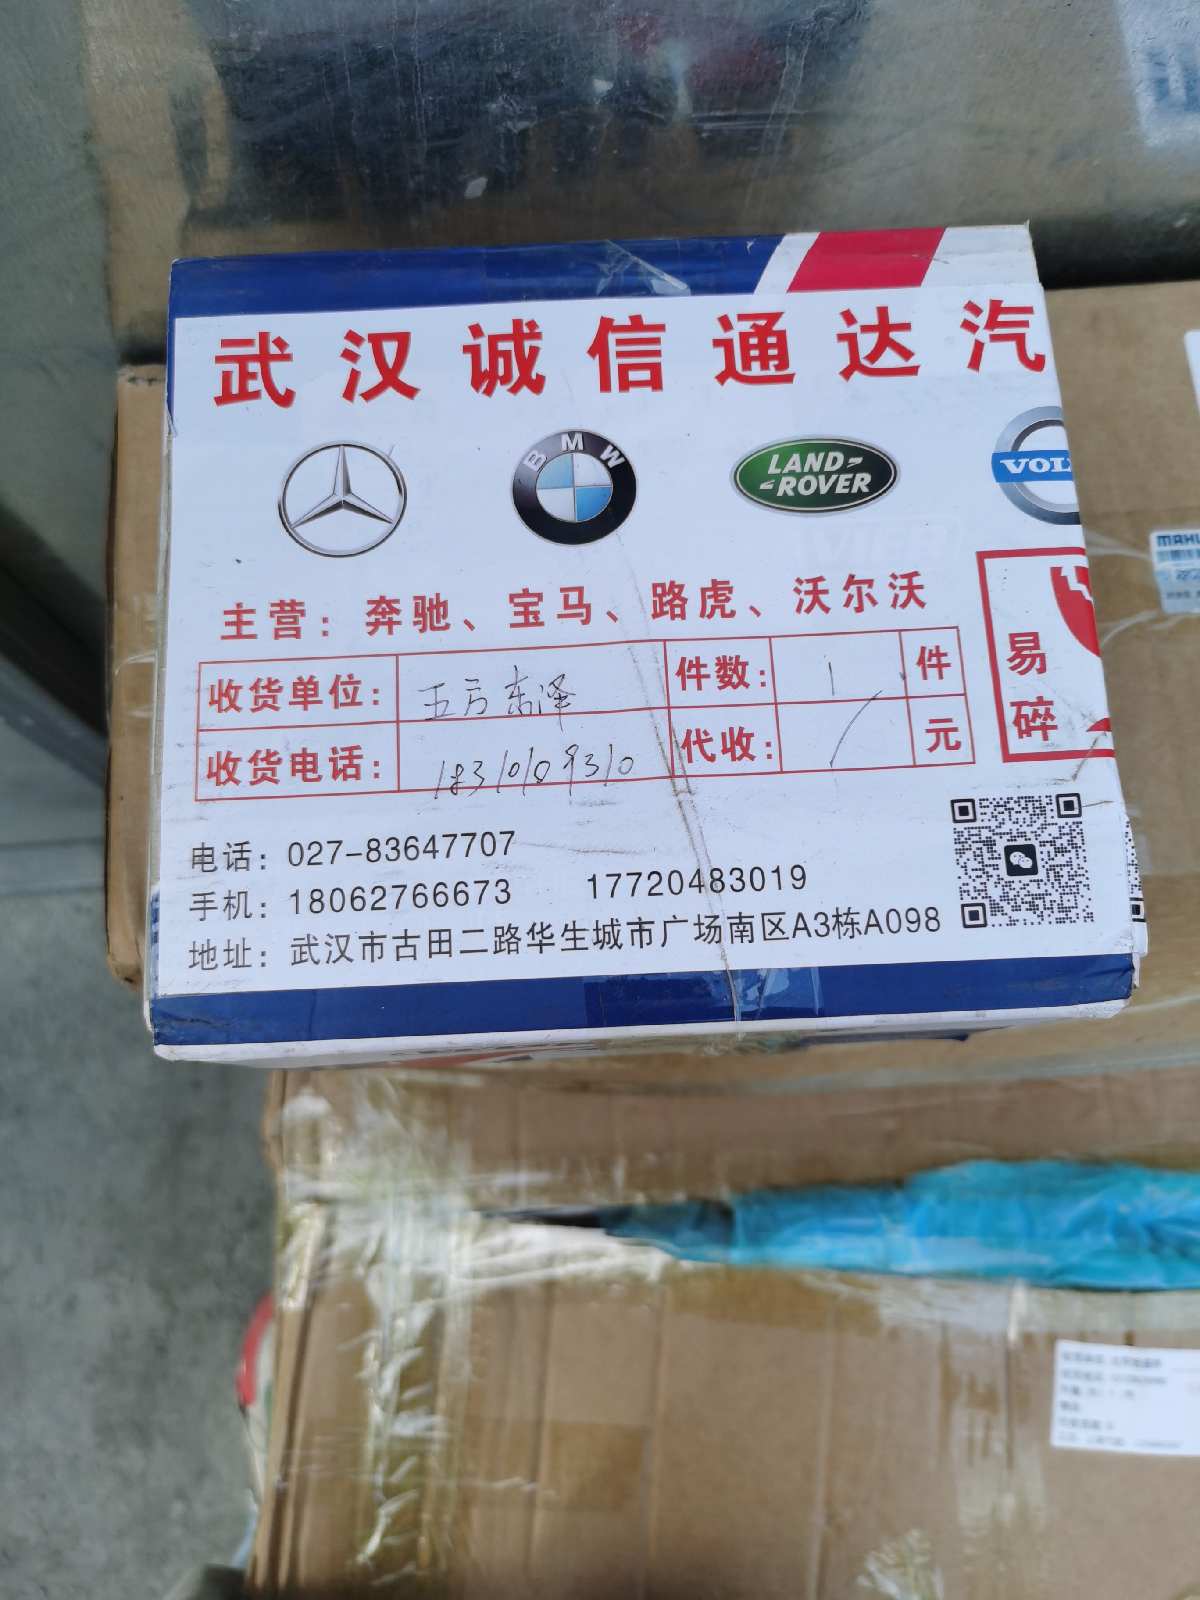 武汉诚信通达汽
BMW
LAND-
-ROVER
VOL
主营：奔驰、宝马、路虎、沃尔沃
收货单位： 五方东泽 件数： 1 件
收货电话： 18310109310 代收： / 元
易
碎
电话：027-83647707
手机：18062766673 17720483019
地址：武汉市古田二路华生城市广场南区A3栋A098
MAHL